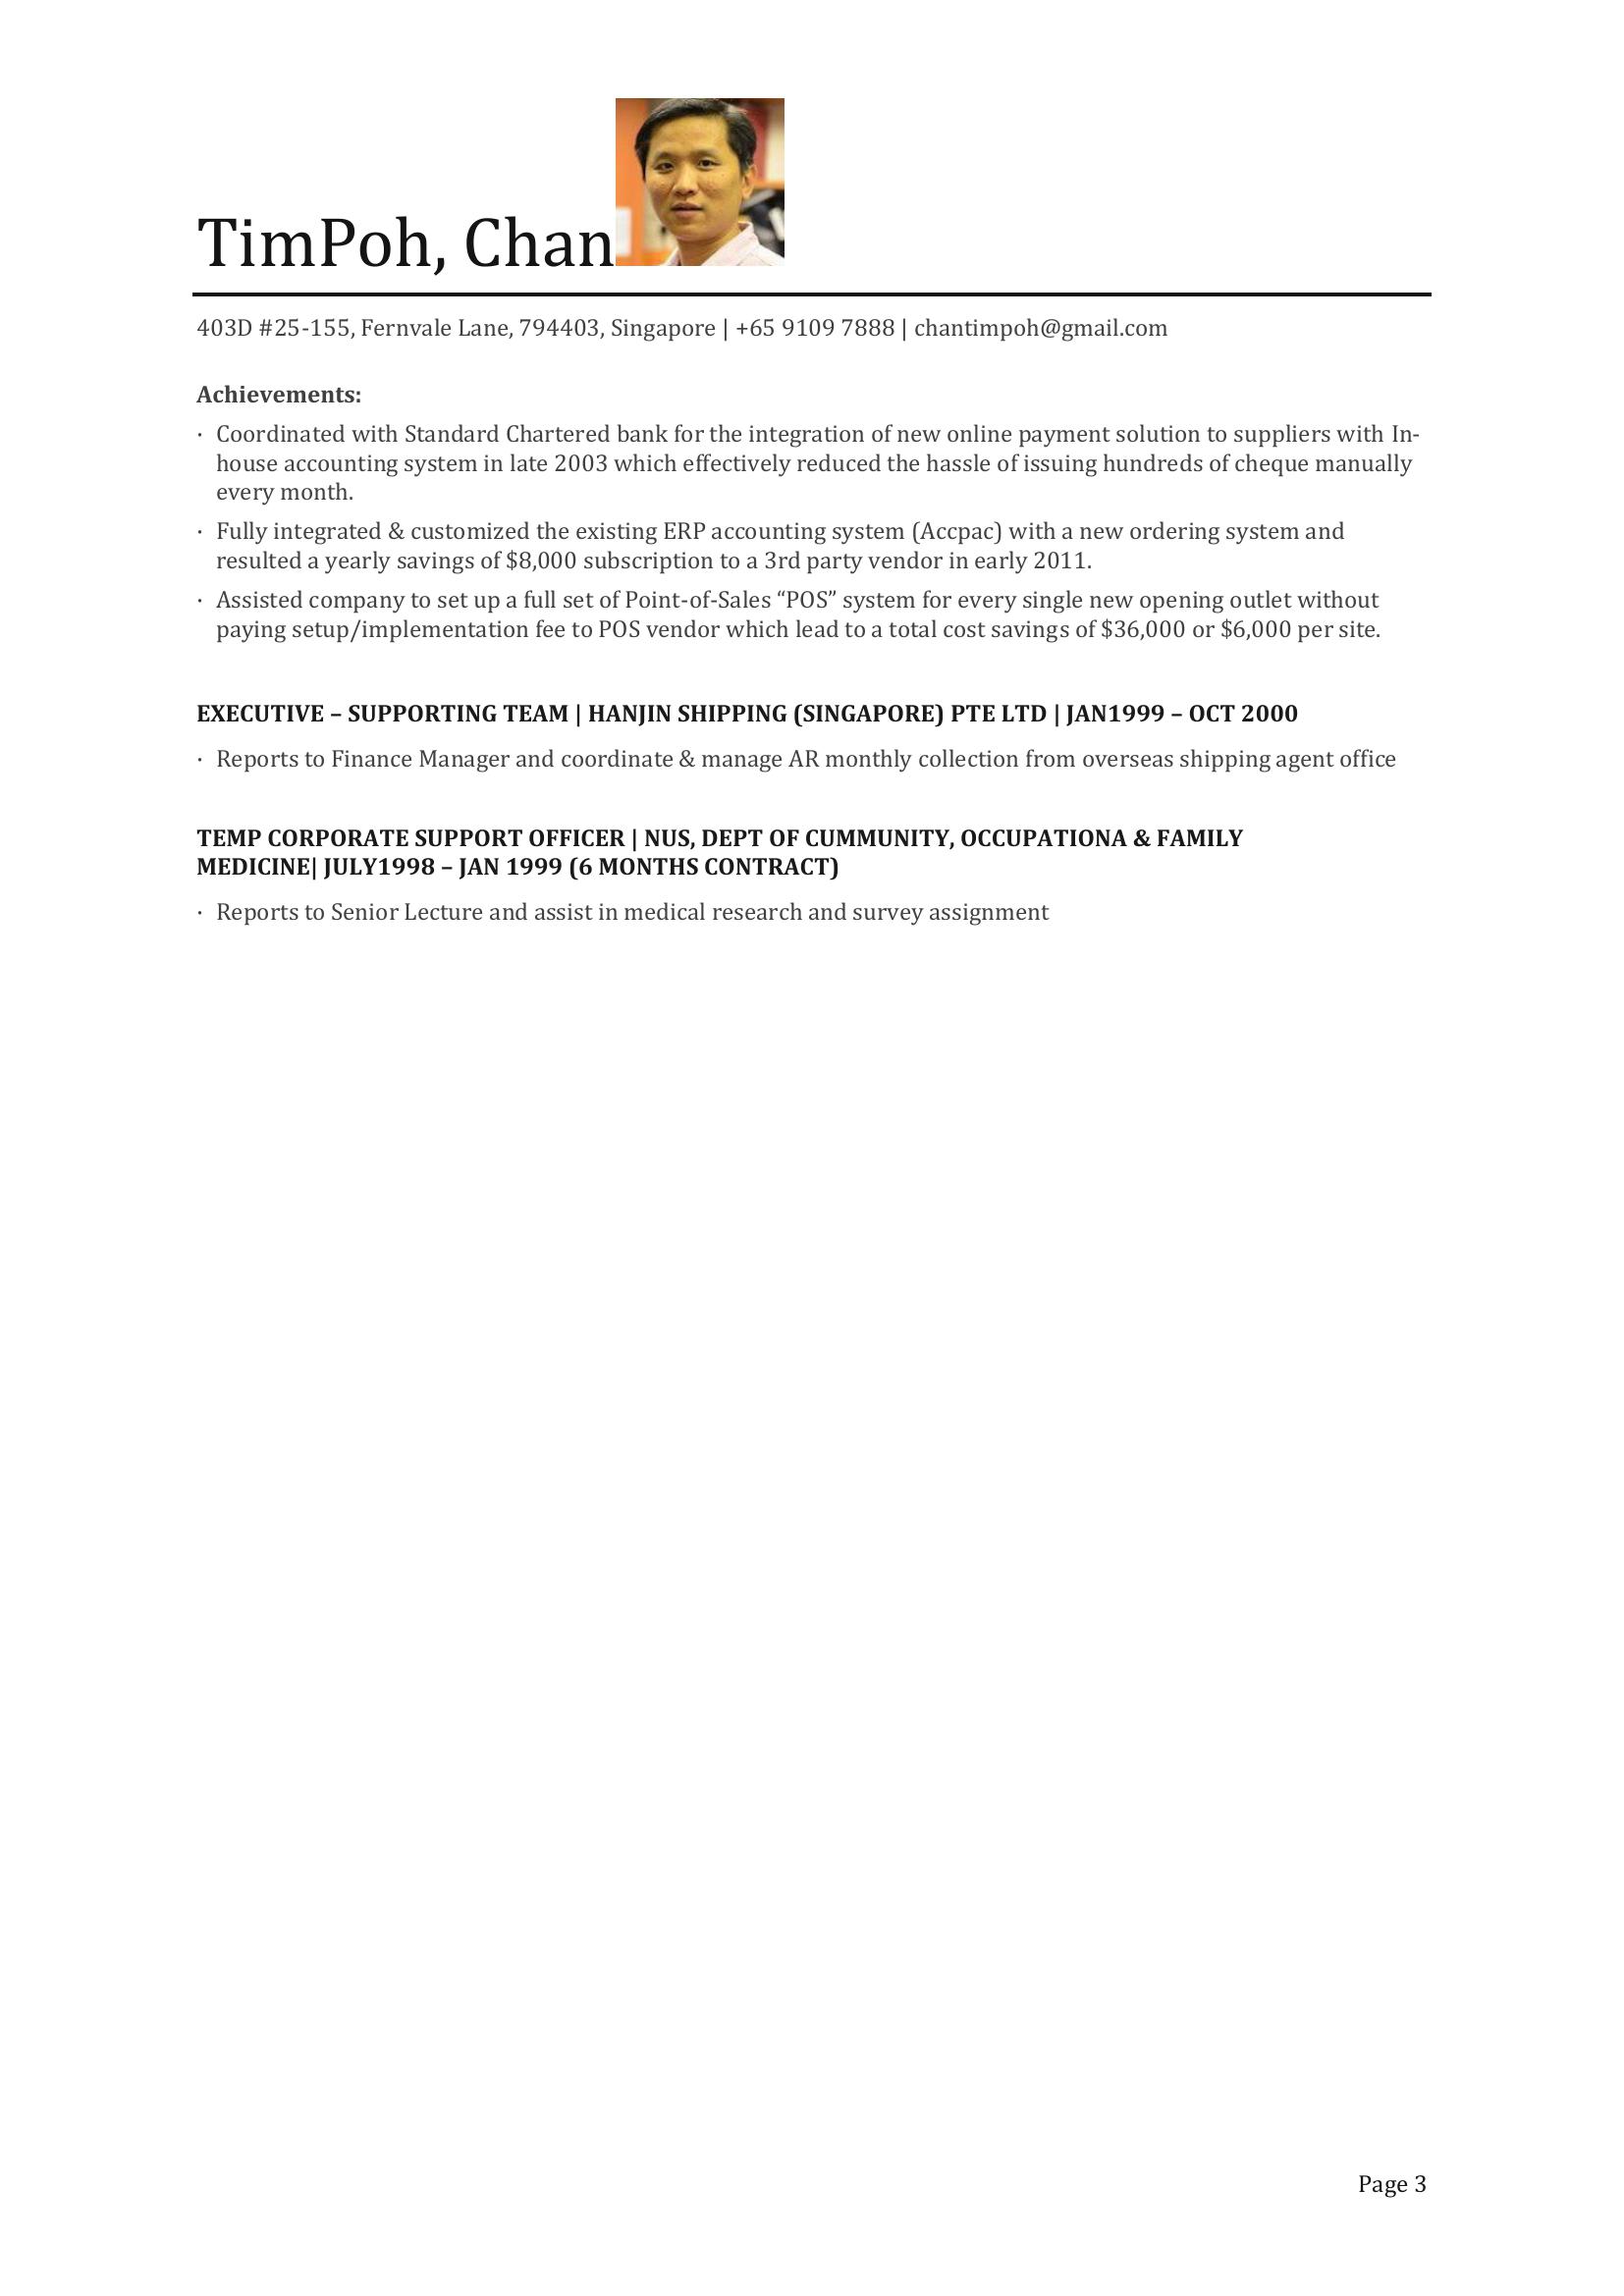 TimPoh, Chan
403D #25-155, Fernvale Lane, 794403, Singapore | +65 9109 7888 | chantimpoh@gmail.com
Achievements:
· Coordinated with Standard Chartered bank for the integration of new online payment solution to suppliers with In-
house accounting system in late 2003 which effectively reduced the hassle of issuing hundreds of cheque manually
every month.
· Fully integrated & customized the existing ERP accounting system (Accpac) with a new ordering system and
resulted a yearly savings of $8,000 subscription to a 3rd party vendor in early 2011.
· Assisted company to set up a full set of Point-of-Sales “POS” system for every single new opening outlet without
paying setup/implementation fee to POS vendor which lead to a total cost savings of $36,000 or $6,000 per site.
EXECUTIVE – SUPPORTING TEAM | HANJIN SHIPPING (SINGAPORE) PTE LTD | JAN1999 – OCT 2000
· Reports to Finance Manager and coordinate & manage AR monthly collection from overseas shipping agent office
TEMP CORPORATE SUPPORT OFFICER | NUS, DEPT OF CUMMUNITY, OCCUPATIONA & FAMILY
MEDICINE| JULY1998 – JAN 1999 (6 MONTHS CONTRACT)
· Reports to Senior Lecture and assist in medical research and survey assignment
Page 3